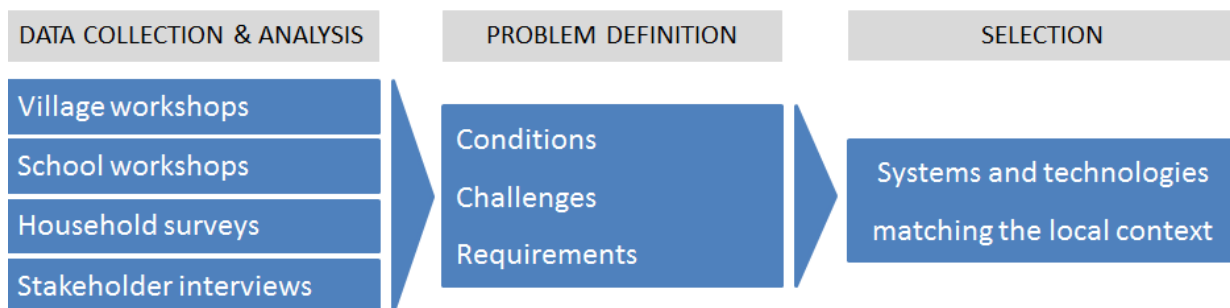 DATA COLLECTION & ANALYSIS
Village workshops
School workshops
Household surveys
Stakeholder interviews
PROBLEM DEFINITION
Conditions
Challenges
Requirements
SELECTION
Systems and technologies
matching the local context